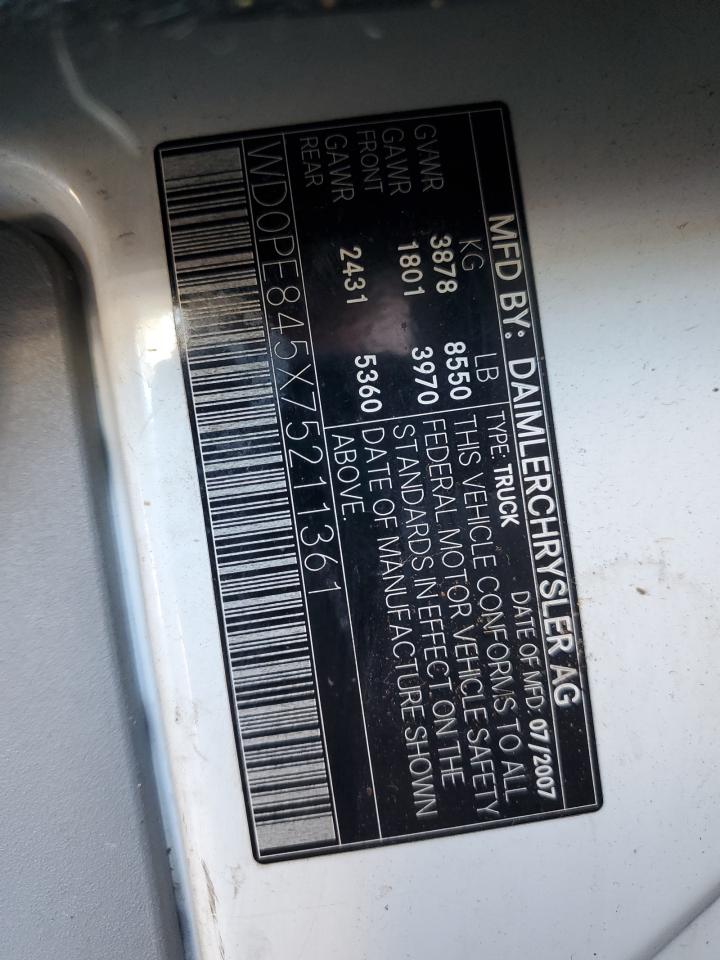 MFD BY: DAIMLERCHRYSLER AG
DATE OF MFD: 07/2007
KG LB TYPE: TRUCK
GVWR 3878 8550 THIS VEHICLE CONFORMS TO ALL
GAWR FRONT 1801 3970 FEDERAL MOTOR VEHICLE SAFETY
STANDARDS IN EFFECT ON THE
GAWR REAR 2431 5360 DATE OF MANUFACTURE SHOWN
ABOVE.
WD0PE845X75211361